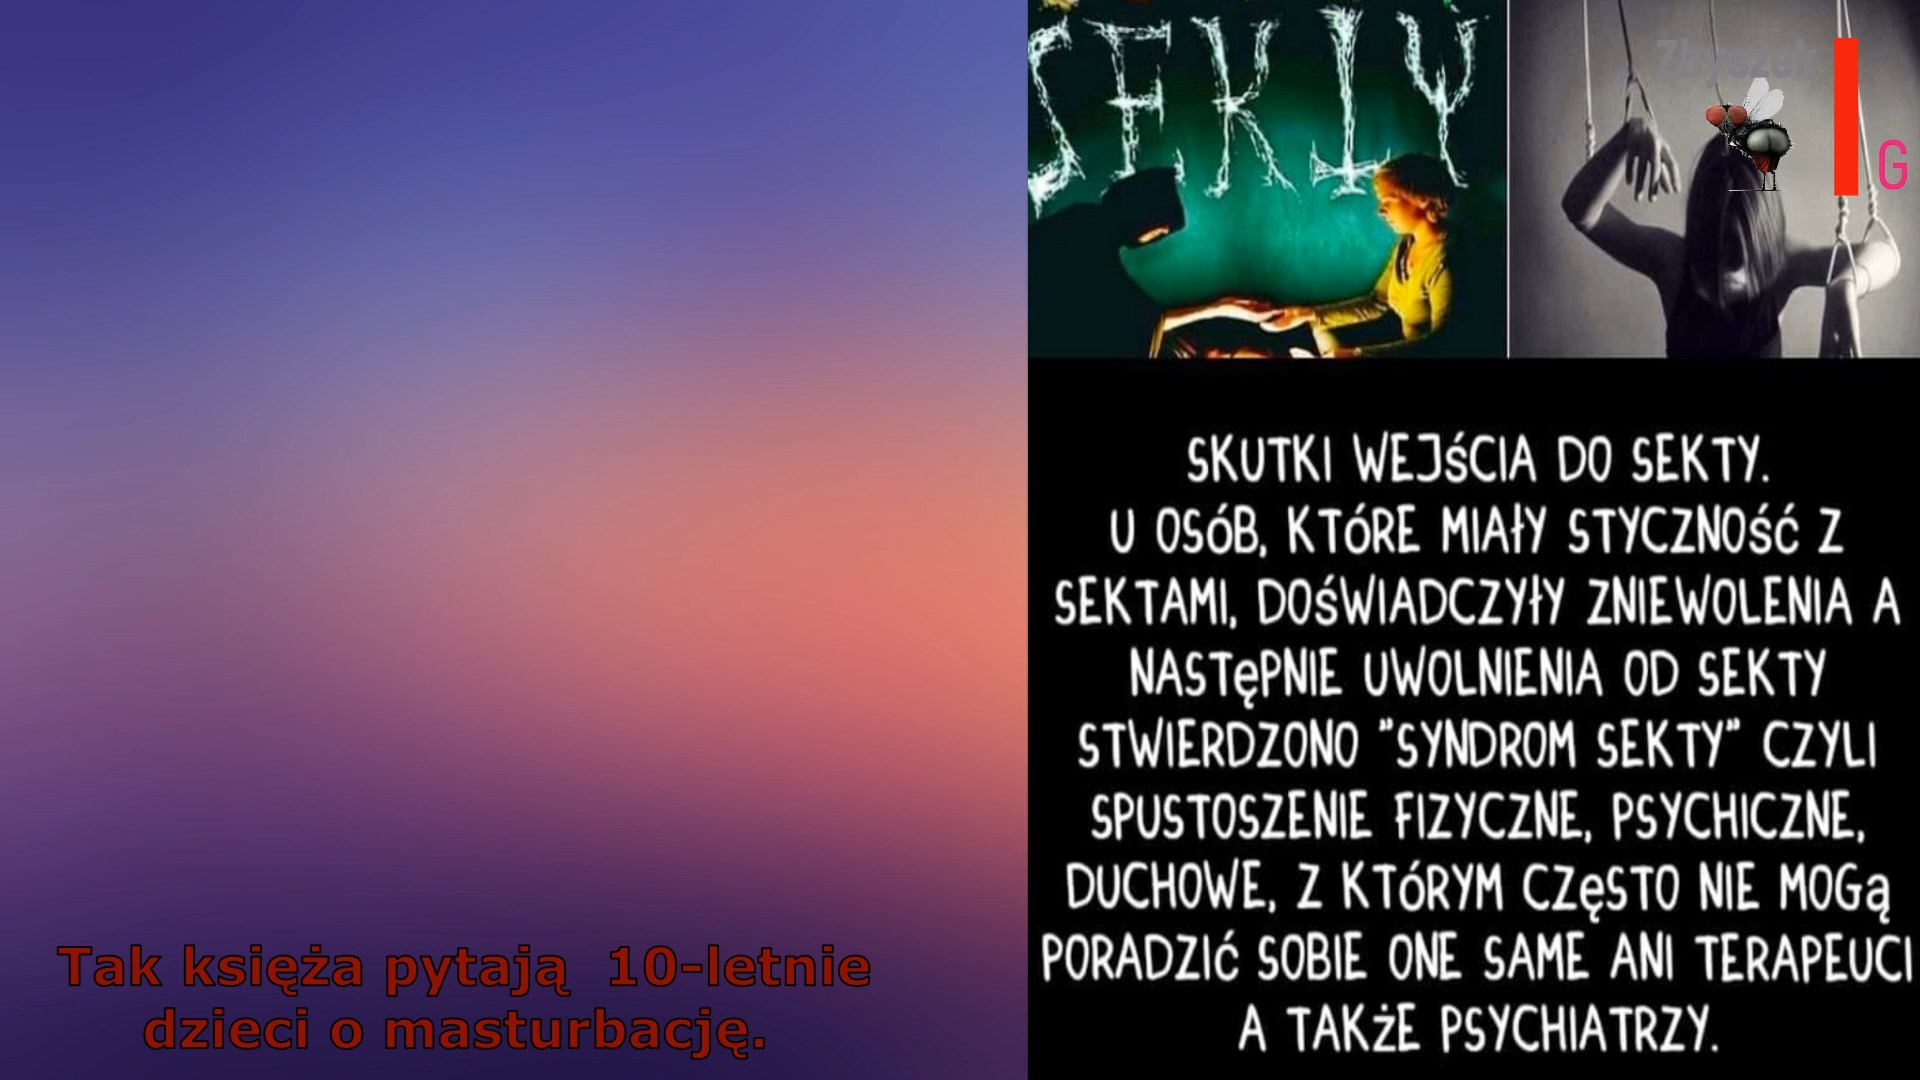 SEKTY
Zbyszek
G
SKUTKI WEJŚCIA DO SEKTY.
U OSÓB, KTÓRE MIAŁY STYCZNOŚĆ Z
SEKTAMI, DOŚWIADCZYŁY ZNIEWOLENIA A
NASTĘPNIE UWOLNIENIA OD SEKTY
STWIERDZONO "SYNDROM SEKTY" CZYLI
SPUSTOSZENIE FIZYCZNE, PSYCHICZNE,
DUCHOWE, Z KTÓRYM CZĘSTO NIE MOGĄ
PORADZIĆ SOBIE ONE SAME ANI TERAPEUCI
A TAKŻE PSYCHIATRZY.
Tak księża pytają 10-letnie
dzieci o masturbację.